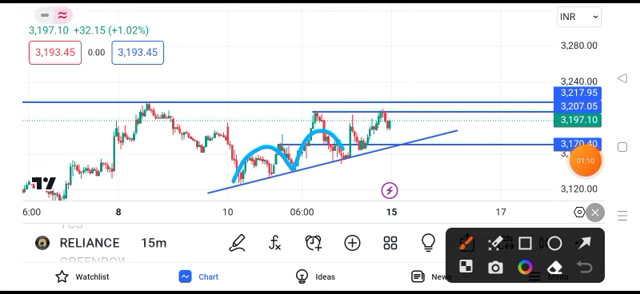 INR
3,197.10 +32.15 (+1.02%)
3,193.45 0.00 3,193.45
3,280.00
3,240.00
3,217.95
3,207.05
3,197.10
3,170.40
01:10
3,120.00
6:00 8 10 06:00 15 17
RELIANCE 15m
Watchlist Chart Ideas News Menu